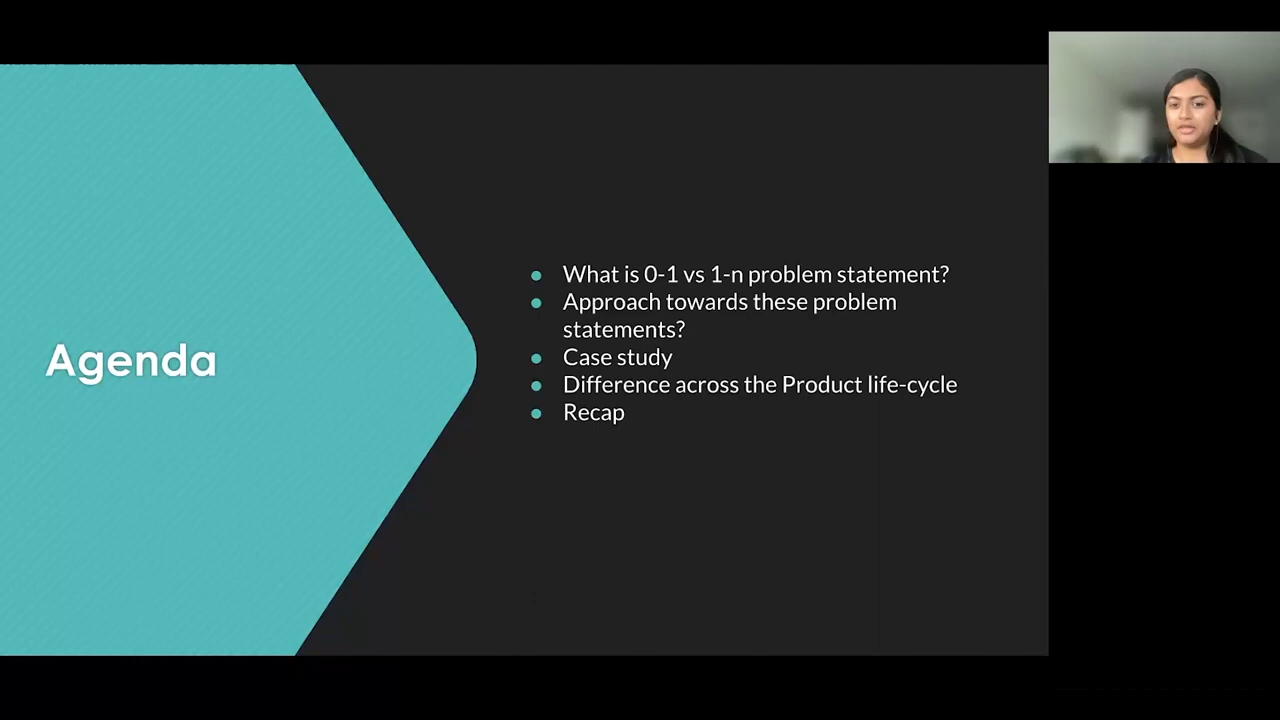 Agenda
● What is 0-1 vs 1-n problem statement?
● Approach towards these problem
statements?
● Case study
● Difference across the Product life-cycle
● Recap